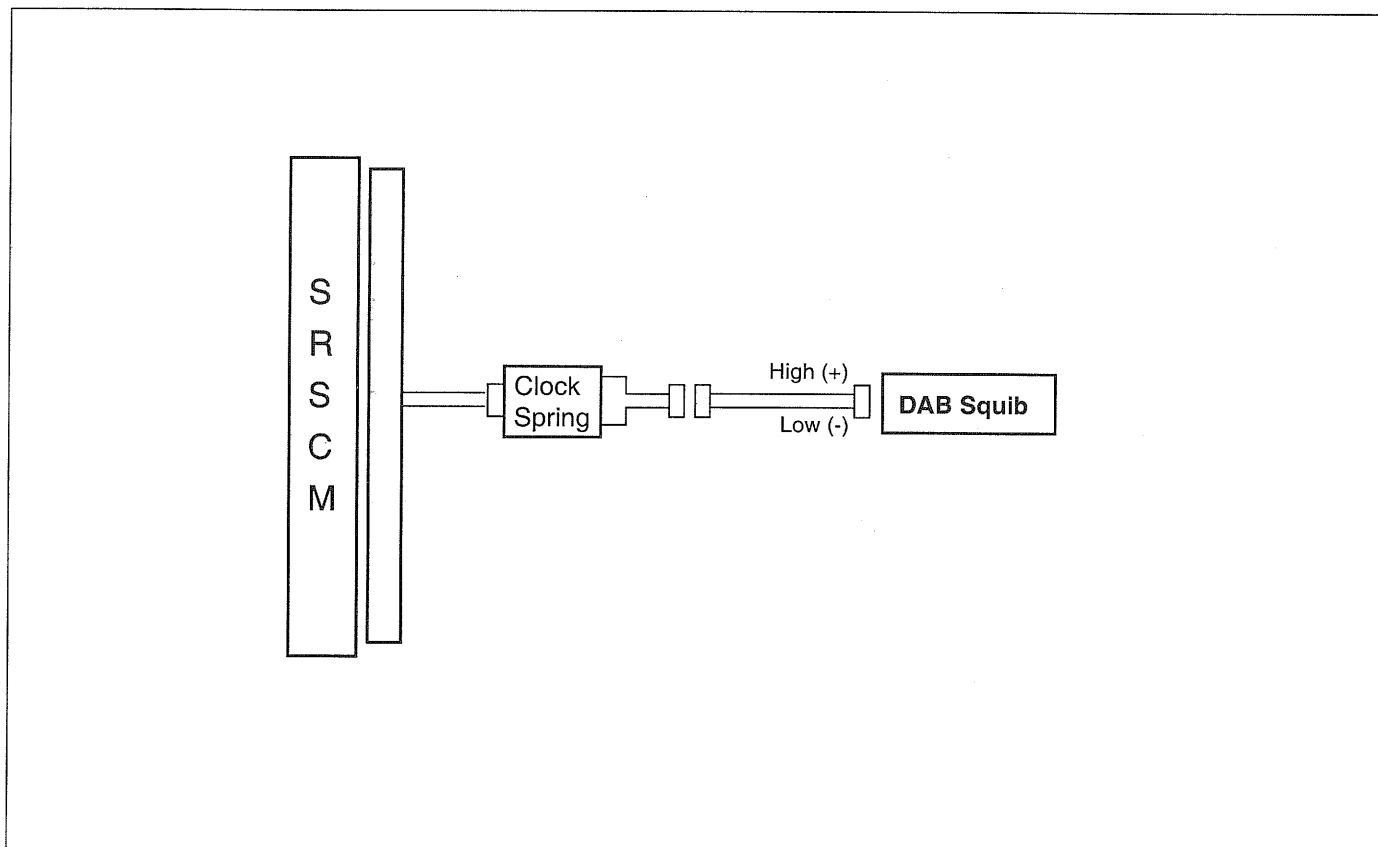 S
R
S
C
M
Clock
Spring
High (+)
Low (-)
DAB Squib